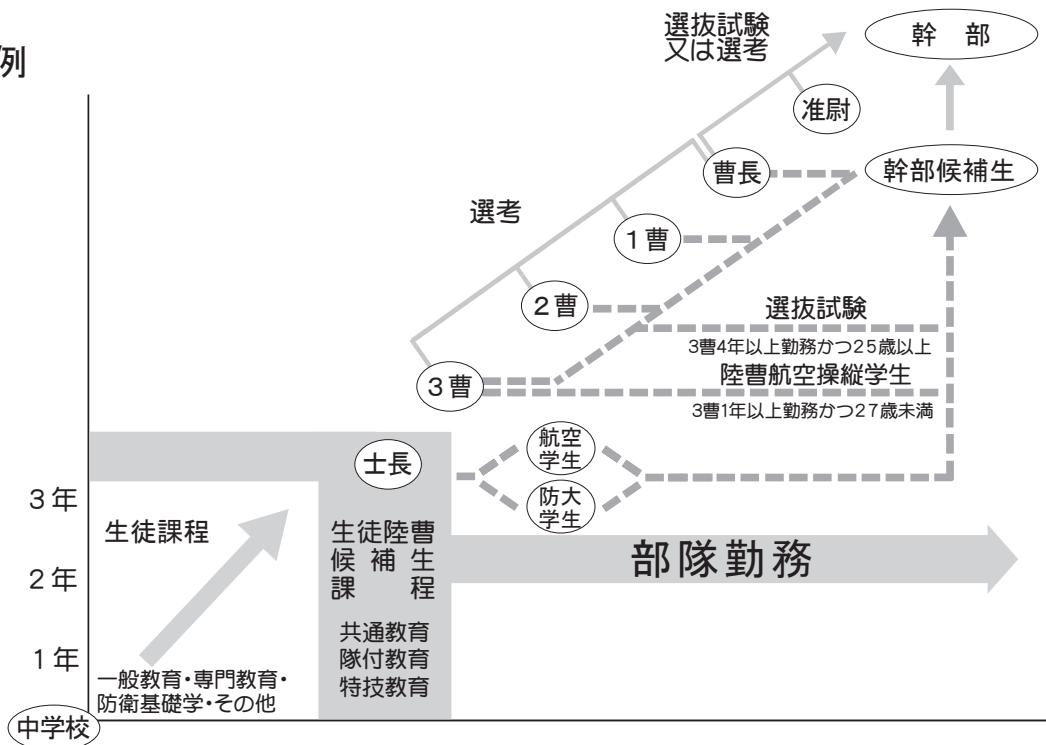 例
選抜試験
又は選考
幹　部
准尉
曹長
幹部候補生
選考
1曹
2曹
選抜試験
3曹4年以上勤務かつ25歳以上
3曹
陸曹航空操縦学生
3曹1年以上勤務かつ27歳未満
航空
学生
士長
防大
学生
3年
生徒課程
生徒陸曹
候補生
課程
部隊勤務
2年
共通教育
隊付教育
特技教育
1年
一般教育・専門教育・
防衛基礎学・その他
中学校